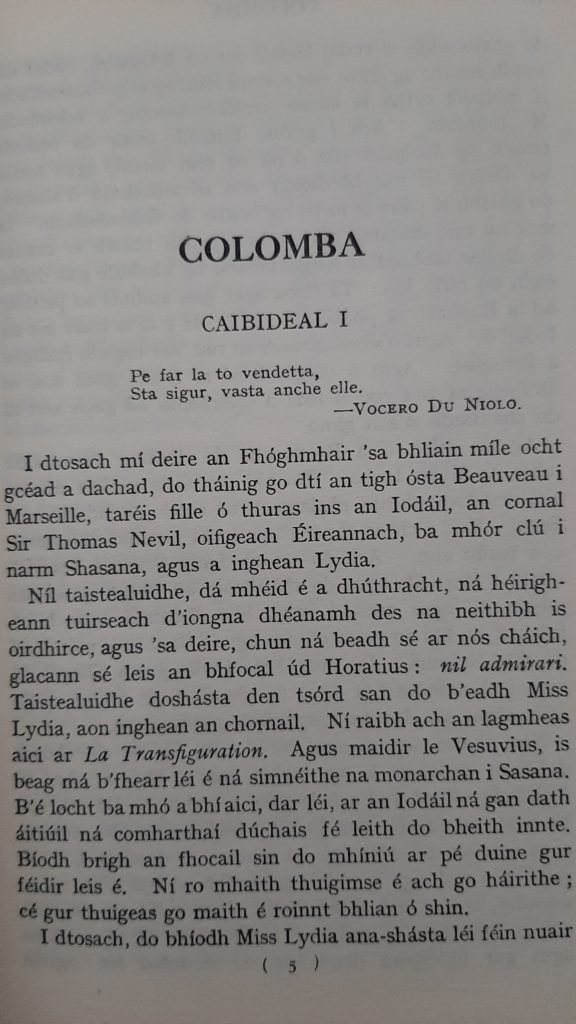 COLOMBA
CAIBIDEAL I
Pe far la to vendetta,
Sta sigur, vasta anche elle.
—Vocero Du Niolo.
I dtosach mí deire an Fhóghmhair 'sa bhliain míle ocht
gcéad a dachad, do tháinig go dtí an tigh ósta Beauveau i
Marseille, taréis fille ó thuras ins an Iodáil, an cornal
Sir Thomas Nevil, oifigeach Éireannach, ba mhór clú i
narm Shasana, agus a inghean Lydia.
Níl taistealuidhe, dá mhéid é a dhúthracht, ná héirigh-
eann tuirseach d'iongna dhéanamh des na neithibh is
oirdhirce, agus 'sa deire, chun ná beadh sé ar nós cháich,
glacann sé leis an bhfocal úd Horatius : nil admirari.
Taistealuidhe doshásta den tsórd san do b'eadh Miss
Lydia, aon inghean an chornail. Ní raibh ach an lagmheas
aici ar La Transfiguration. Agus maidir le Vesuvius, is
beag má b'fhearr léi é ná simnéithe na monarchan i Sasana.
B'é locht ba mhó a bhí aici, dar léi, ar an Iodáil ná gan dath
áitiúil ná comharthaí dúchais fé leith do bheith innte.
Bíodh brigh an fhocail sin do mhíniú ar pé duine gur
féidir leis é. Ní ro mhaith thuigimse é ach go háirithe ;
cé gur thuigeas go maith é roinnt bhlian ó shin.
I dtosach, do bhíodh Miss Lydia ana-shásta léi féin nuair
( 5 )